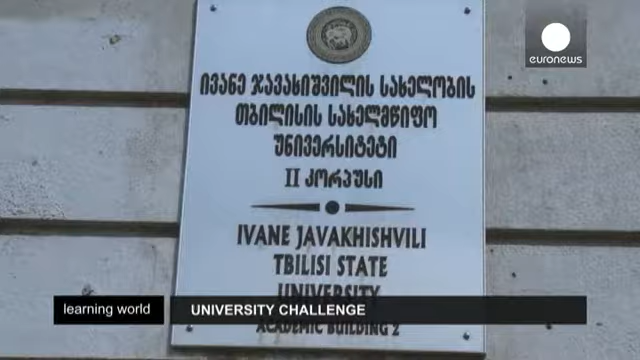 euronews
ივანე ჯავახიშვილის სახელობის
თბილისის სახელმწიფო
უნივერსიტეტი
II კორპუსი
IVANE JAVAKHISHVILI
TBILISI STATE
UNIVERSITY
learning world
UNIVERSITY CHALLENGE
ACADEMIC BUILDING 2